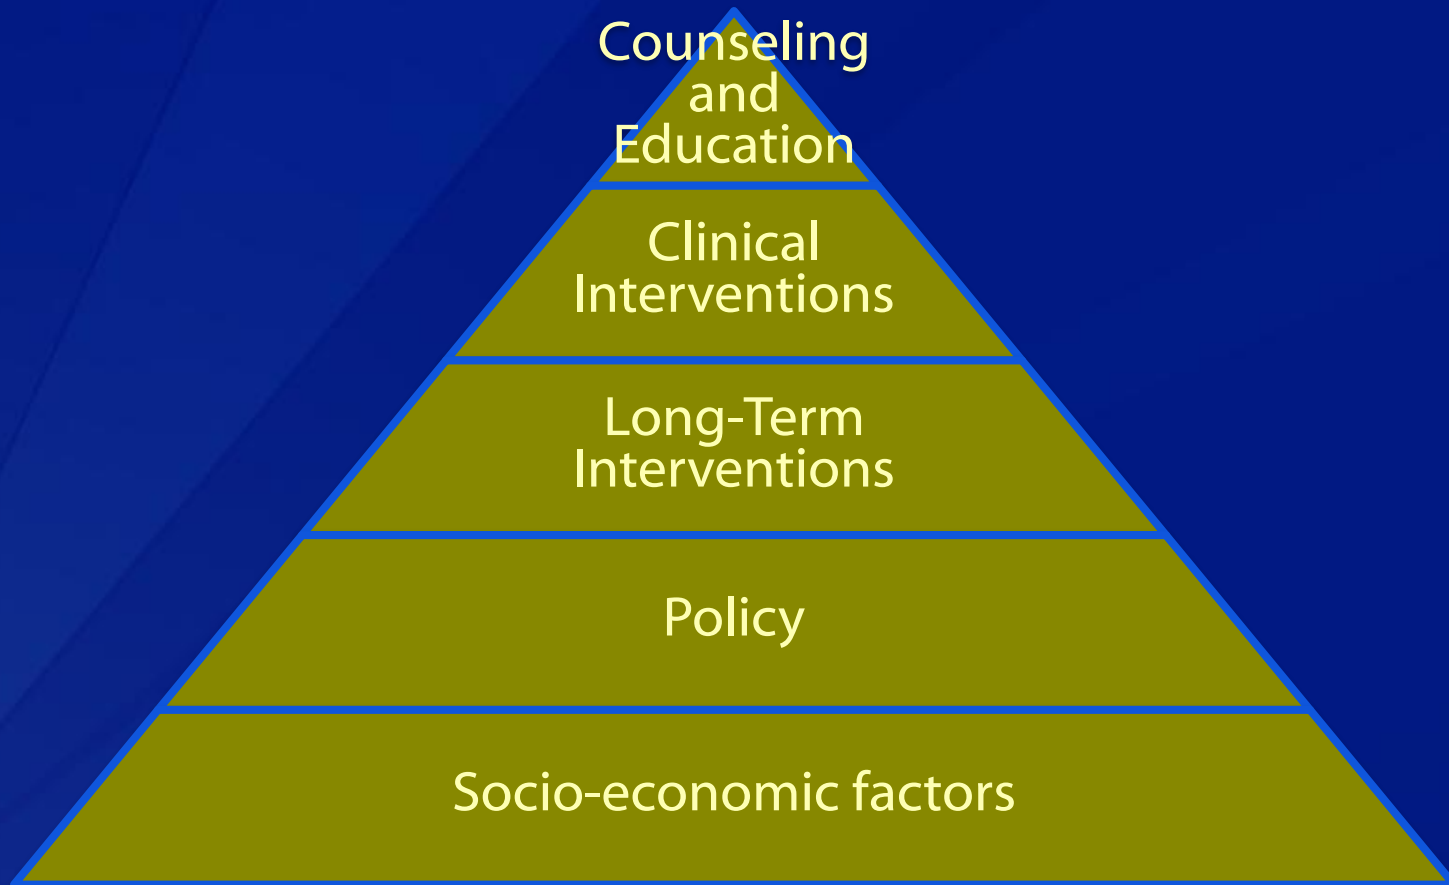 Counseling
and
Education
Clinical
Interventions
Long-Term
Interventions
Policy
Socio-economic factors